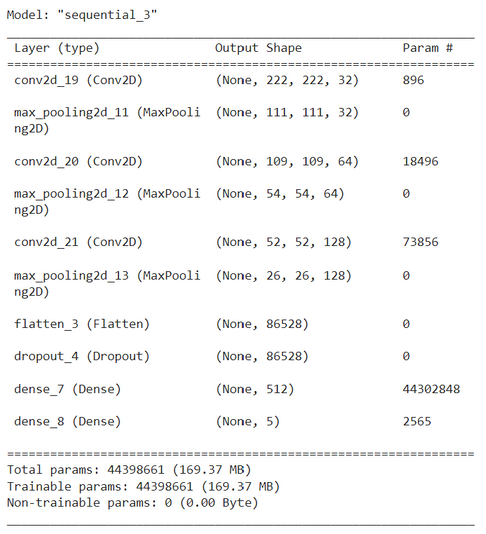 Model: "sequential_3"
Layer (type) Output Shape Param #
conv2d_19 (Conv2D) (None, 222, 222, 32) 896
max_pooling2d_11 (MaxPooli (None, 111, 111, 32) 0
ng2D)
conv2d_20 (Conv2D) (None, 109, 109, 64) 18496
max_pooling2d_12 (MaxPooli (None, 54, 54, 64) 0
ng2D)
conv2d_21 (Conv2D) (None, 52, 52, 128) 73856
max_pooling2d_13 (MaxPooli (None, 26, 26, 128) 0
ng2D)
flatten_3 (Flatten) (None, 86528) 0
dropout_4 (Dropout) (None, 86528) 0
dense_7 (Dense) (None, 512) 44302848
dense_8 (Dense) (None, 5) 2565
Total params: 44398661 (169.37 MB)
Trainable params: 44398661 (169.37 MB)
Non-trainable params: 0 (0.00 Byte)